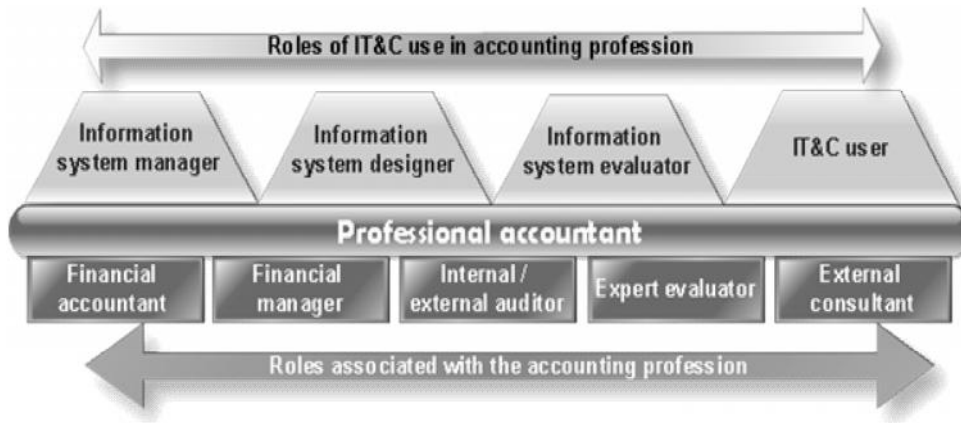 Roles of IT&C use in accounting profession
Information
system manager
Information
system designer
Information
system evaluator
IT&C user
Professional accountant
Financial
accountant
Financial
manager
Internal /
external auditor
Expert evaluator
External
consultant
Roles associated with the accounting profession